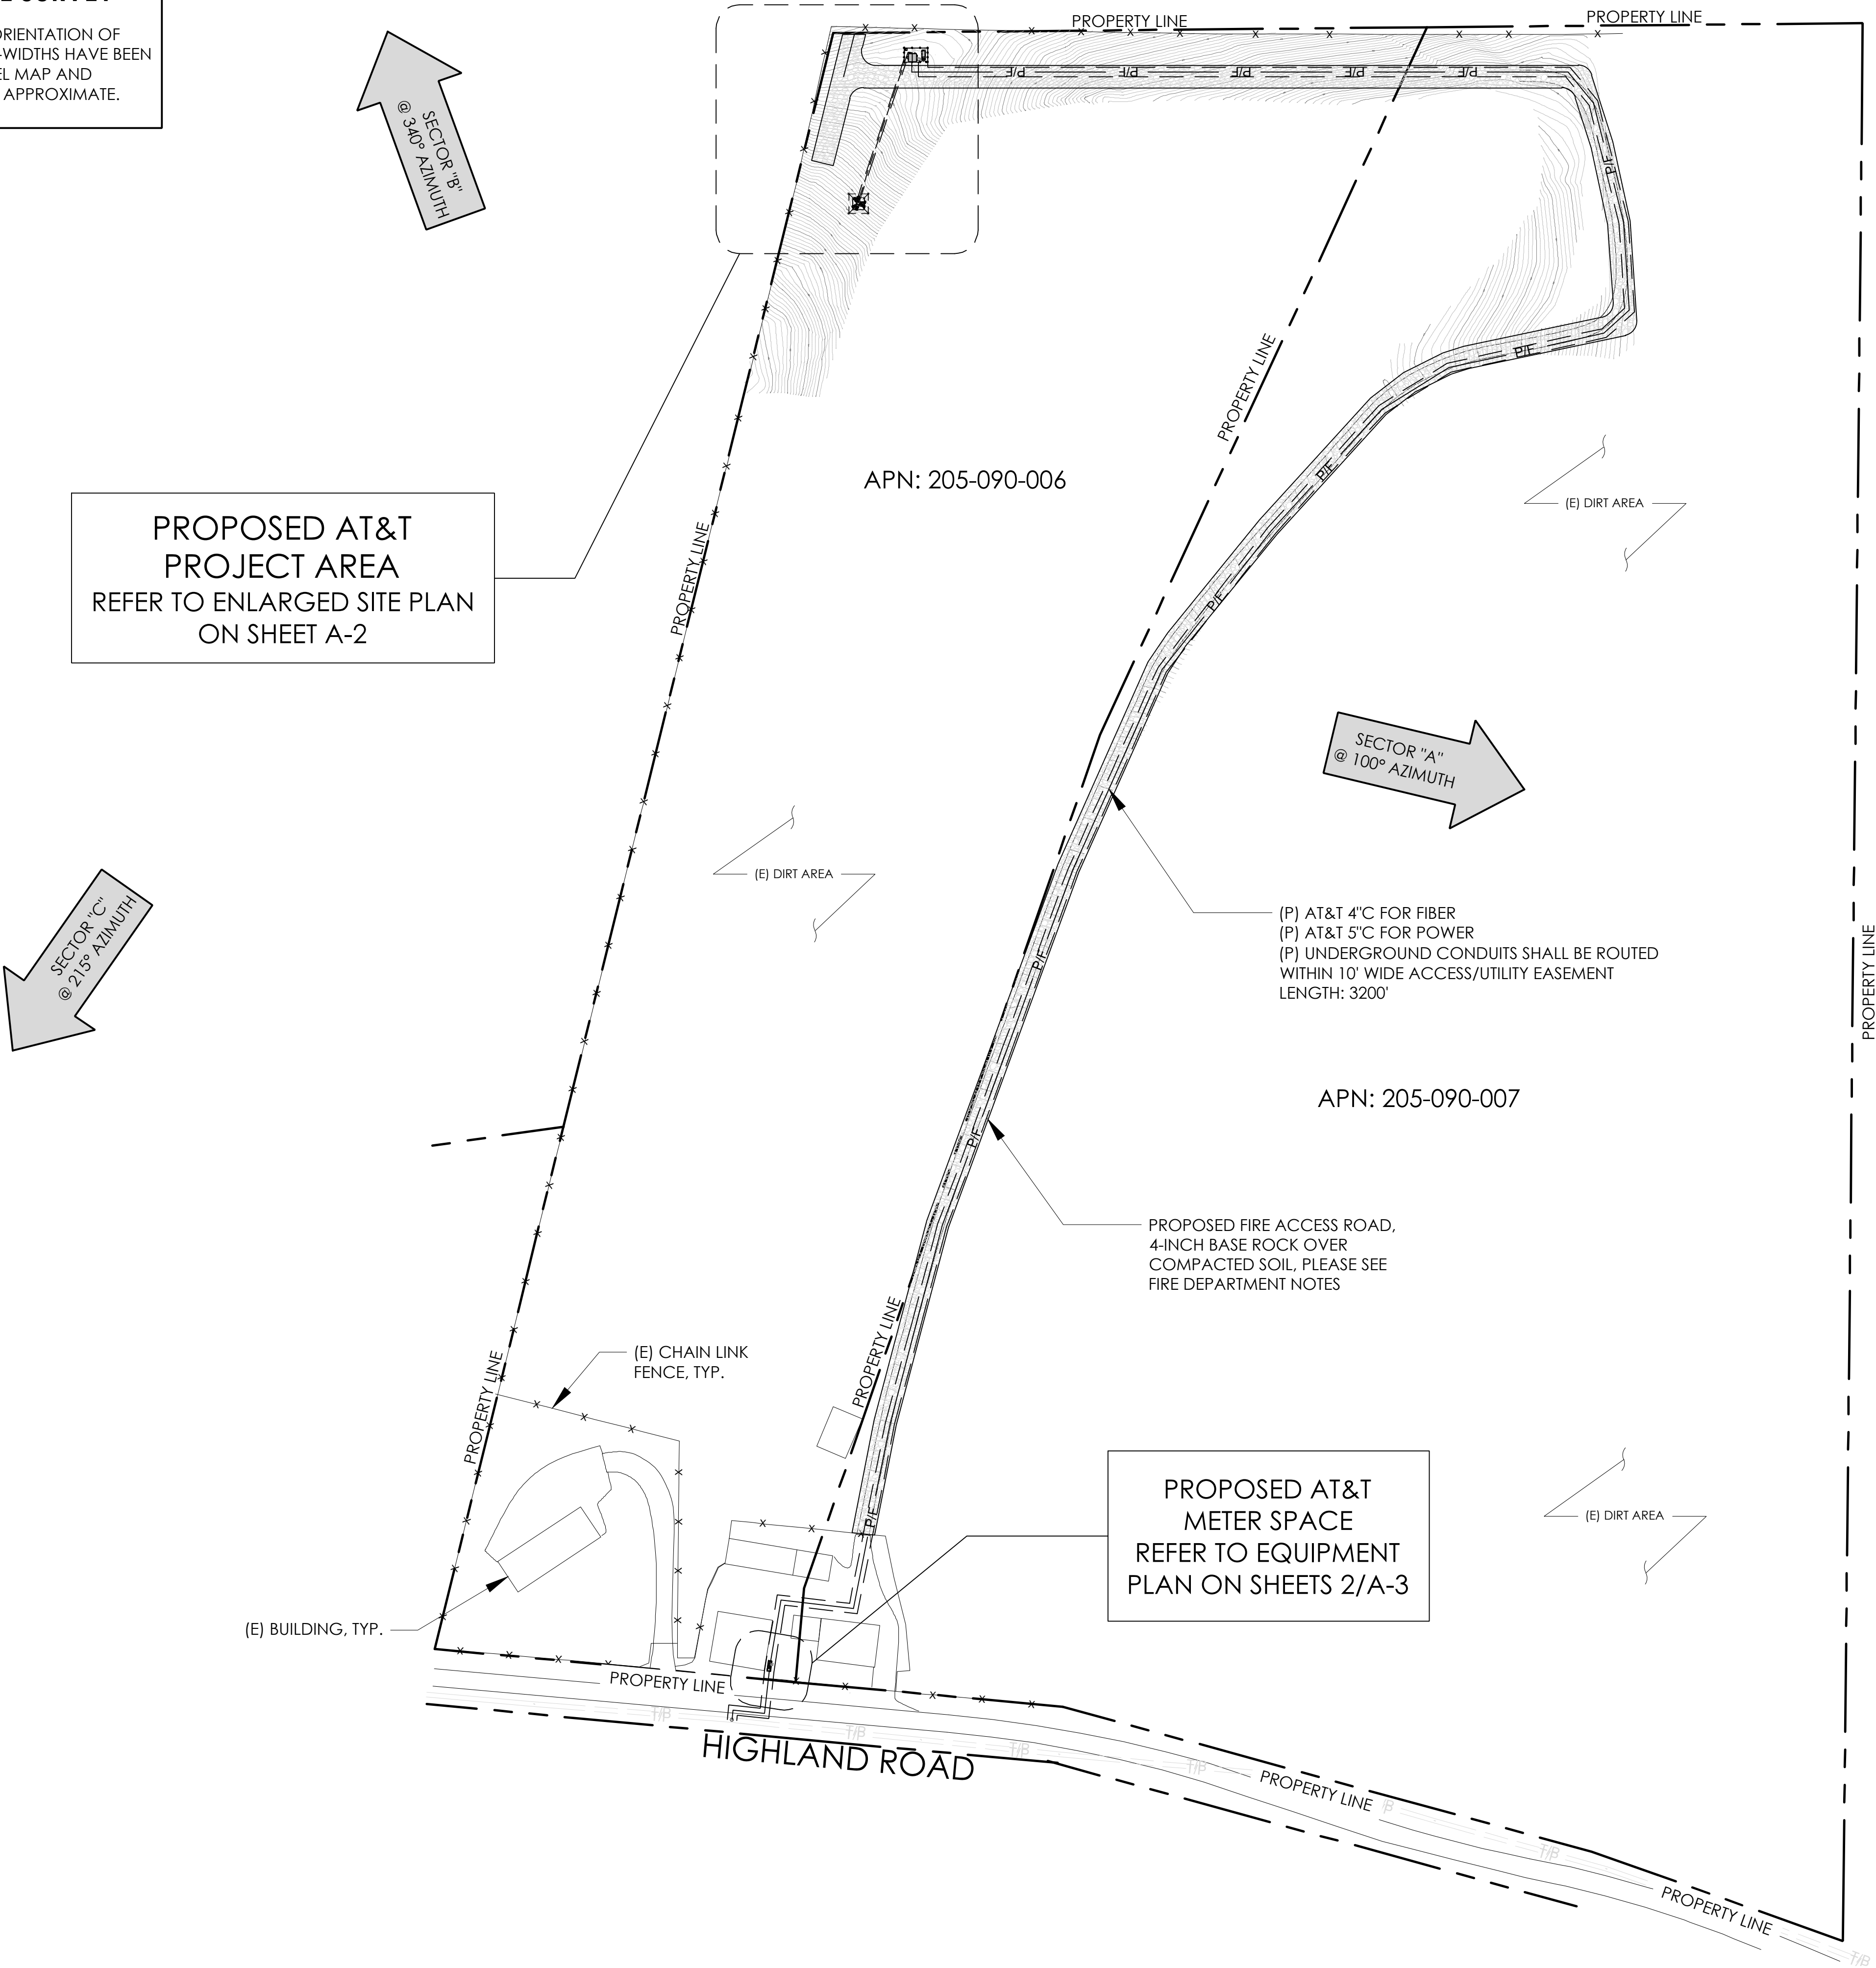 ORIENTATION OF
-WIDTHS HAVE BEEN
EL MAP AND
APPROXIMATE.
SECTOR "B"
@ 340° AZIMUTH
PROPERTY LINE
PROPERTY LINE
P/F
P/F
P/F
P/F
P/F
P/F
P/F
PROPERTY LINE
P/F
APN: 205-090-006
(E) DIRT AREA
PROPOSED AT&T
PROJECT AREA
REFER TO ENLARGED SITE PLAN
ON SHEET A-2
PROPERTY LINE
P/F
SECTOR "A"
@ 100° AZIMUTH
(E) DIRT AREA
SECTOR "C"
@ 215° AZIMUTH
(P) AT&T 4"C FOR FIBER
(P) AT&T 5"C FOR POWER
(P) UNDERGROUND CONDUITS SHALL BE ROUTED
WITHIN 10' WIDE ACCESS/UTILITY EASEMENT
LENGTH: 3200'
P/F
PROPERTY LINE
APN: 205-090-007
P/F
PROPOSED FIRE ACCESS ROAD,
4-INCH BASE ROCK OVER
COMPACTED SOIL, PLEASE SEE
FIRE DEPARTMENT NOTES
(E) CHAIN LINK
FENCE, TYP.
PROPERTY LINE
PROPERTY LINE
P/F
PROPOSED AT&T
METER SPACE
REFER TO EQUIPMENT
PLAN ON SHEETS 2/A-3
(E) DIRT AREA
(E) BUILDING, TYP.
PROPERTY LINE
T/B
T/B
T/B
T/B
HIGHLAND ROAD
PROPERTY LINE
T/B
T/B
PROPERTY LINE
T/B